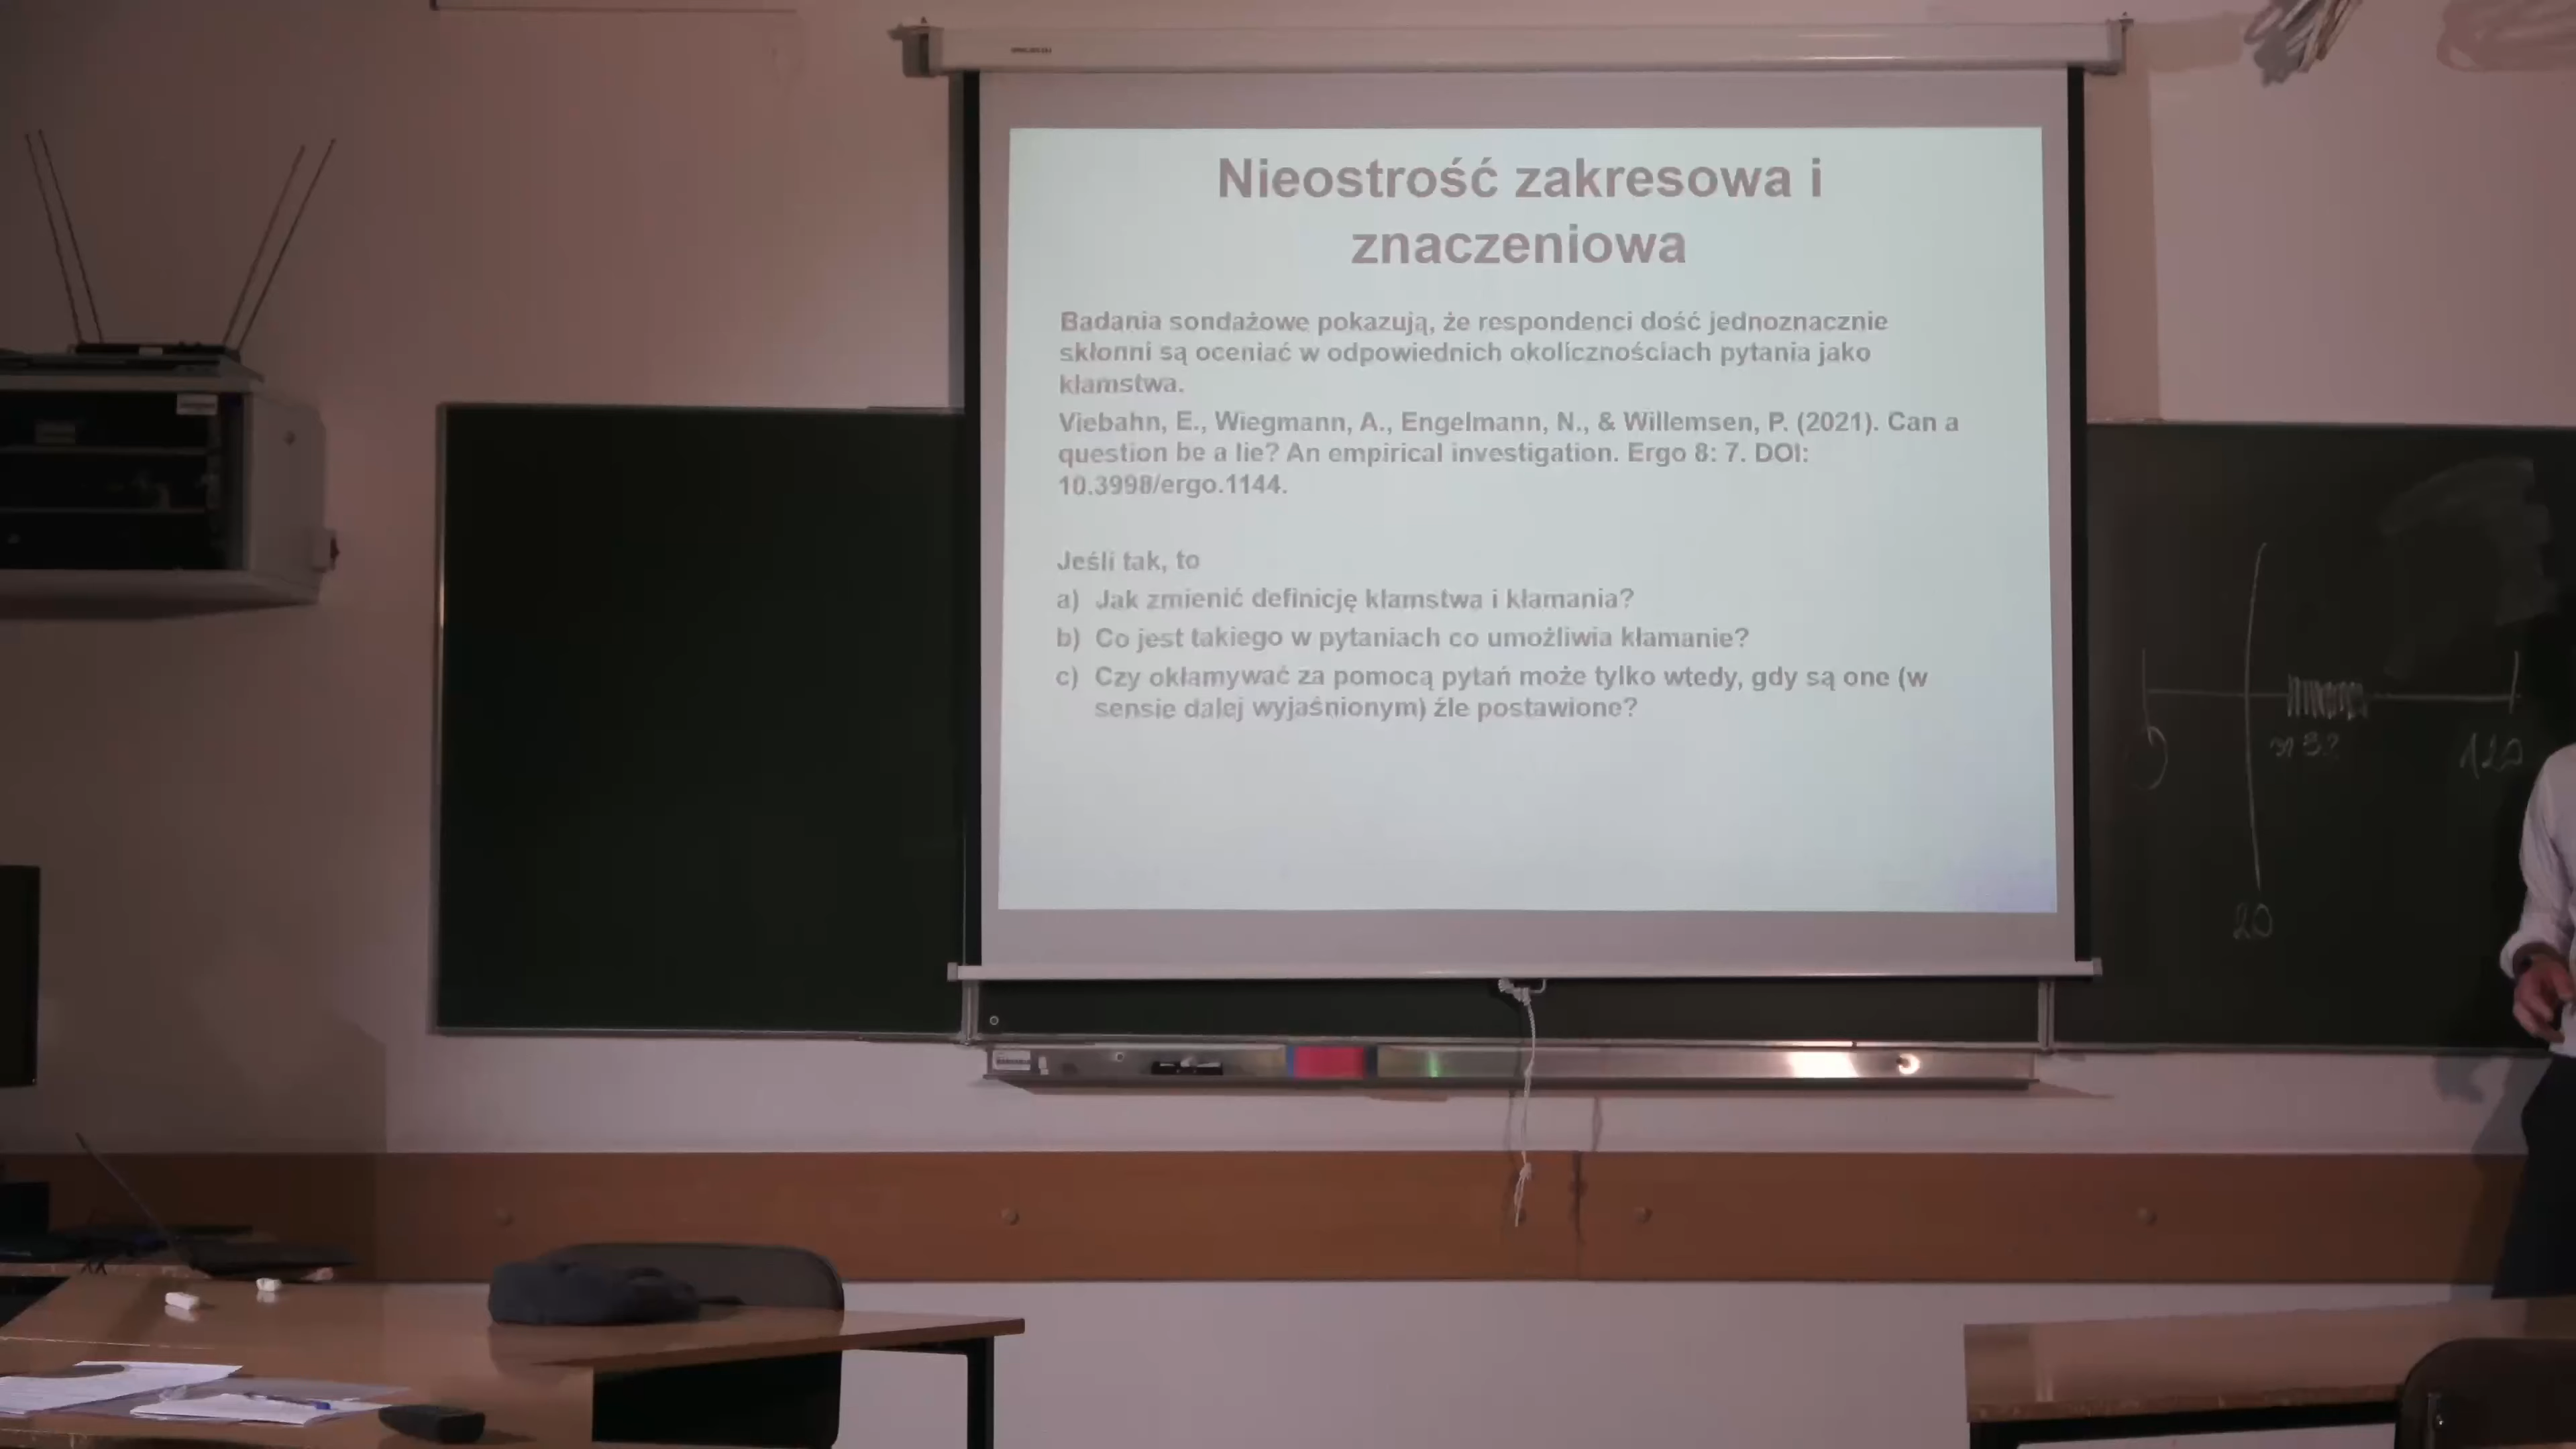 Nieostrość zakresowa i
znaczeniowa
Badania sondażowe pokazują, że respondenci dość jednoznacznie
skłonni są oceniać w odpowiednich okolicznościach pytania jako
kłamstwa.
Viebahn, E., Wiegmann, A., Engelmann, N., & Willemsen, P. (2021). Can a
question be a lie? An empirical investigation. Ergo 8: 7. DOI:
10.3998/ergo.1144.
Jeśli tak, to
a) Jak zmienić definicję kłamstwa i kłamania?
b) Co jest takiego w pytaniach co umożliwia kłamanie?
c) Czy okłamywać za pomocą pytań może tylko wtedy, gdy są one (w
sensie dalej wyjaśnionym) źle postawione?
120
20